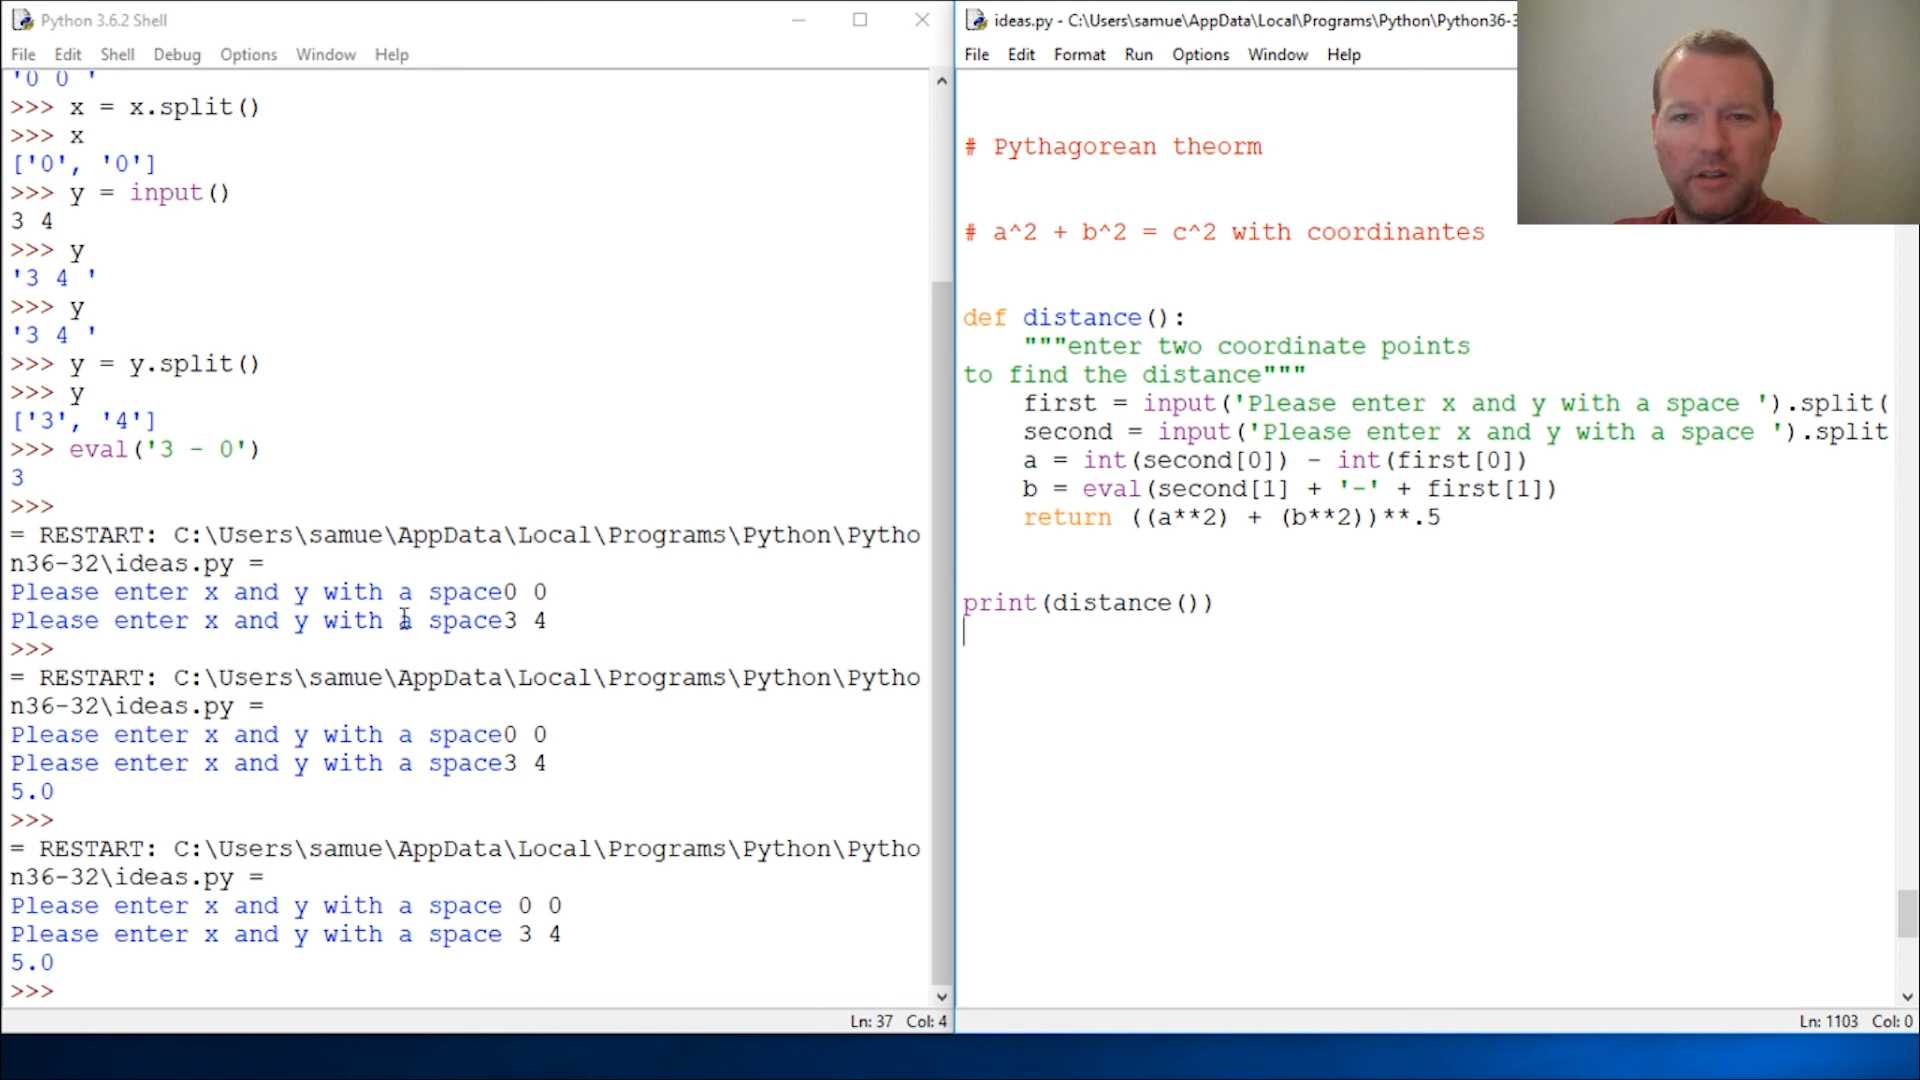 Python 3.6.2 Shell
File Edit Shell Debug Options Window Help
'0 0 '
>>> x = x.split()
>>> x
['0', '0']
>>> y = input()
3 4
>>> y
'3 4 '
>>> y
'3 4 '
>>> y = y.split()
>>> y
['3', '4']
>>> eval('3 - 0')
3
>>>
= RESTART: C:\Users\samue\AppData\Local\Programs\Python\Pytho
n36-32\ideas.py =
Please enter x and y with a space0 0
Please enter x and y with a space3 4
>>>
= RESTART: C:\Users\samue\AppData\Local\Programs\Python\Pytho
n36-32\ideas.py =
Please enter x and y with a space0 0
Please enter x and y with a space3 4
5.0
>>>
= RESTART: C:\Users\samue\AppData\Local\Programs\Python\Pytho
n36-32\ideas.py =
Please enter x and y with a space 0 0
Please enter x and y with a space 3 4
5.0
>>>
Ln: 37 Col: 4
ideas.py - C:\Users\samue\AppData\Local\Programs\Python\Python36-3
File Edit Format Run Options Window Help
# Pythagorean theorm
# a^2 + b^2 = c^2 with coordinantes
def distance():
    """enter two coordinate points
to find the distance"""
    first = input('Please enter x and y with a space ').split(
    second = input('Please enter x and y with a space ').split
    a = int(second[0]) - int(first[0])
    b = eval(second[1] + '-' + first[1])
    return ((a**2) + (b**2))**.5
print(distance())
Ln: 1103 Col: 0